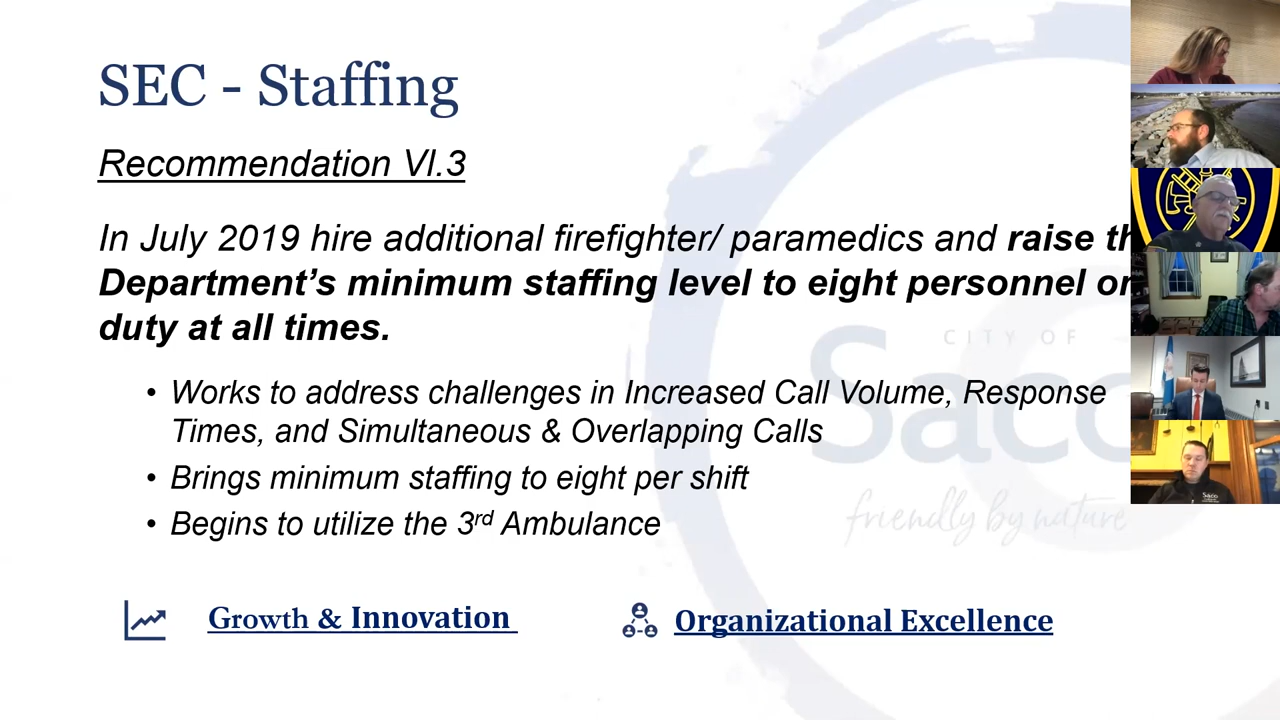 SEC - Staffing
Recommendation VI.3
In July 2019 hire additional firefighter/ paramedics and raise th
Department's minimum staffing level to eight personnel on
duty at all times.
CITY OF
Saco
• Works to address challenges in Increased Call Volume, Response
Times, and Simultaneous & Overlapping Calls
• Brings minimum staffing to eight per shift
• Begins to utilize the 3rd Ambulance
friendly by nature
Saco
Growth & Innovation
Organizational Excellence